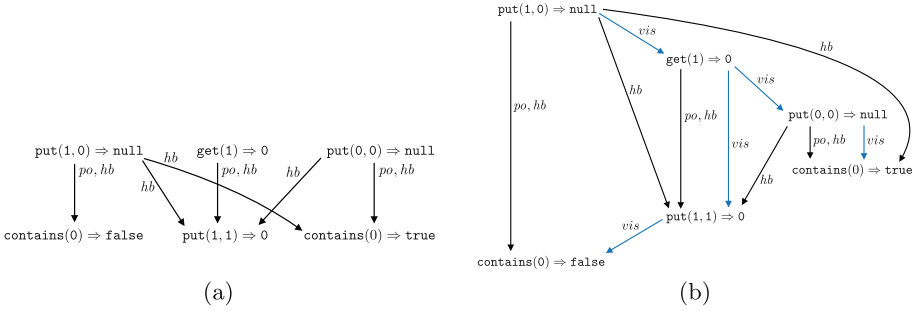 put(1,0) ⇒ null
get(1) ⇒ 0
put(0,0) ⇒ null
hb
po, hb
hb
po, hb
hb
po, hb
contains(0) ⇒ false
put(1,1) ⇒ 0
contains(0) ⇒ true
(a)
put(1,0) ⇒ null
vis
hb
get(1) ⇒ 0
vis
hb
po, hb
po, hb
vis
put(0,0) ⇒ null
po, hb
vis
contains(0) ⇒ true
hb
put(1,1) ⇒ 0
vis
contains(0) ⇒ false
(b)